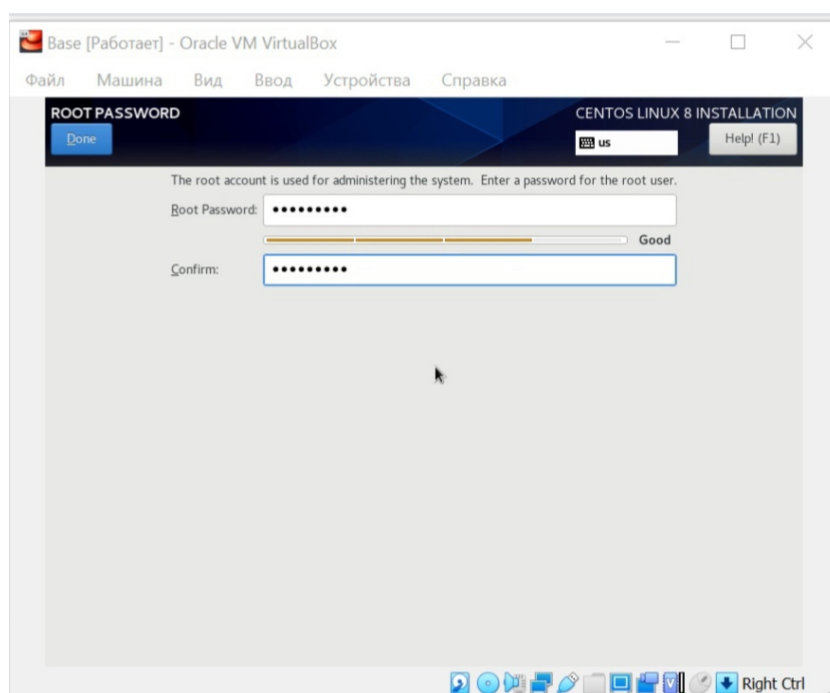 Base [Работает] - Oracle VM VirtualBox
Файл Машина Вид Ввод Устройства Справка
ROOT PASSWORD
CENTOS LINUX 8 INSTALLATION
Done
us
Help! (F1)
The root account is used for administering the system. Enter a password for the root user.
Root Password: •••••••••
Good
Confirm: •••••••••
Right Ctrl